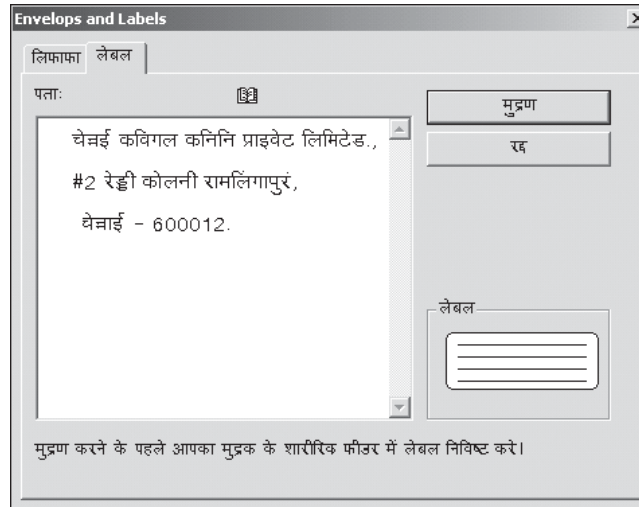 Envelops and Labels
लिफाफा लेबल
पताः
मुद्रण
रद्द
चेन्नई कविगल कनिनि प्राइवेट लिमिटेड.,
#2 रेड्डी कोलनी रामलिंगापुरं,
चेन्नाई - 600012.
लेबल
मुद्रण करने के पहले आपका मुद्रक के शारीरिक फीडर में लेबल निविष्ट करे।